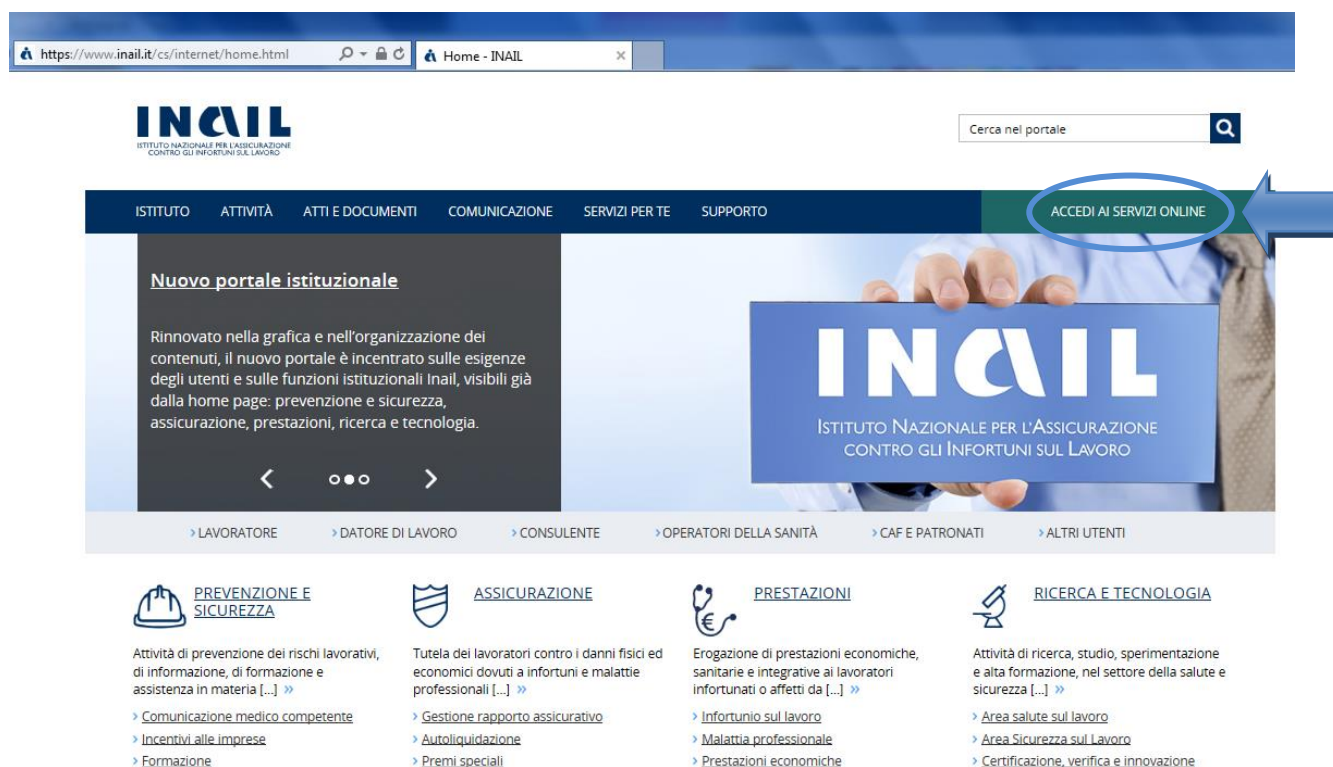 https://www.inail.it/cs/internet/home.html
Home - INAIL
INAIL
ISTITUTO NAZIONALE PER L'ASSICURAZIONE
CONTRO GLI INFORTUNI SUL LAVORO
Cerca nel portale
ISTITUTO ATTIVITÀ ATTI E DOCUMENTI COMUNICAZIONE SERVIZI PER TE SUPPORTO ACCEDI AI SERVIZI ONLINE
Nuovo portale istituzionale
Rinnovato nella grafica e nell'organizzazione dei
contenuti, il nuovo portale è incentrato sulle esigenze
degli utenti e sulle funzioni istituzionali Inail, visibili già
dalla home page: prevenzione e sicurezza,
assicurazione, prestazioni, ricerca e tecnologia.
INAIL
ISTITUTO NAZIONALE PER L'ASSICURAZIONE
CONTRO GLI INFORTUNI SUL LAVORO
› LAVORATORE › DATORE DI LAVORO › CONSULENTE › OPERATORI DELLA SANITÀ › CAF E PATRONATI › ALTRI UTENTI
PREVENZIONE E
SICUREZZA
Attività di prevenzione dei rischi lavorativi,
di informazione, di formazione e
assistenza in materia [...] »
› Comunicazione medico competente
› Incentivi alle imprese
› Formazione
ASSICURAZIONE
Tutela dei lavoratori contro i danni fisici ed
economici dovuti a infortuni e malattie
professionali [...] »
› Gestione rapporto assicurativo
› Autoliquidazione
› Premi speciali
PRESTAZIONI
Erogazione di prestazioni economiche,
sanitarie e integrative ai lavoratori
infortunati o affetti da [...] »
› Infortunio sul lavoro
› Malattia professionale
› Prestazioni economiche
RICERCA E TECNOLOGIA
Attività di ricerca, studio, sperimentazione
e alta formazione, nel settore della salute e
sicurezza [...] »
› Area salute sul lavoro
› Area Sicurezza sul Lavoro
› Certificazione, verifica e innovazione